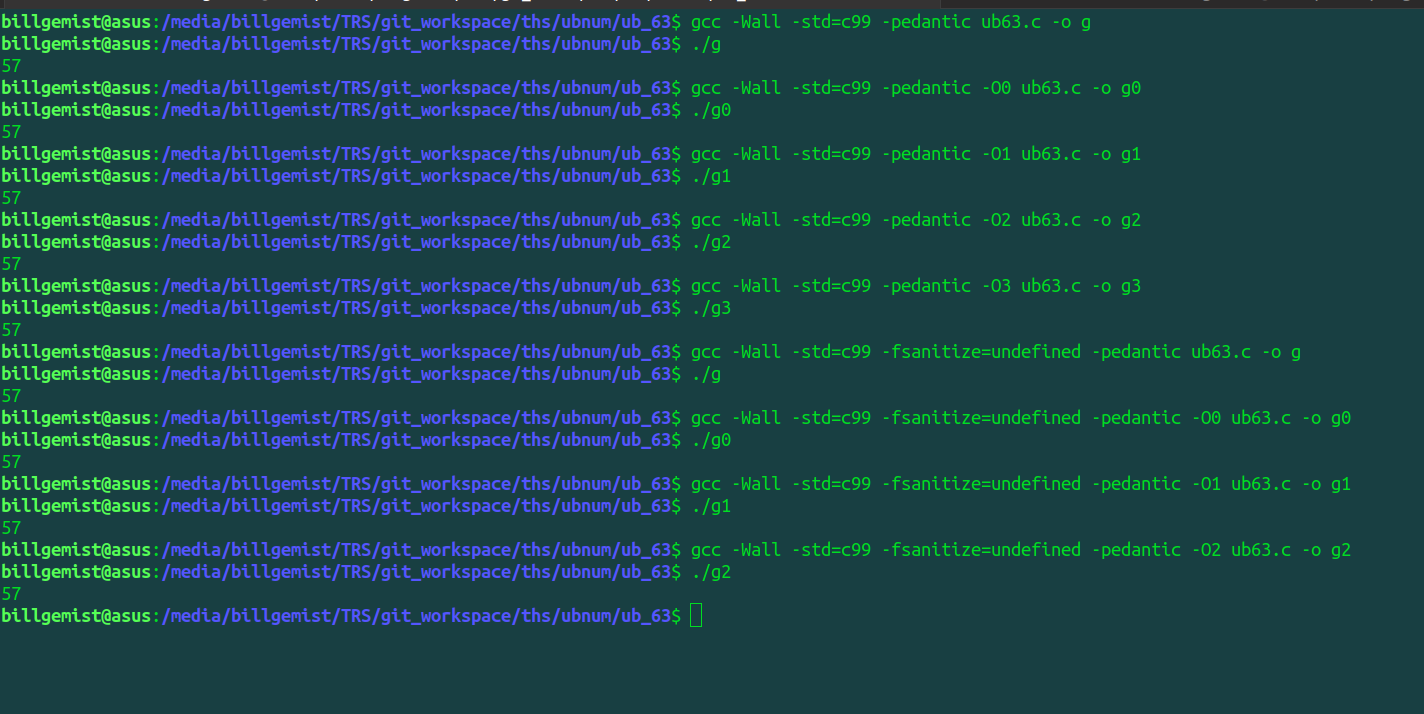 billgemist@asus:/media/billgemist/TRS/git_workspace/ths/ubnum/ub_63$ gcc -Wall -std=c99 -pedantic ub63.c -o g
billgemist@asus:/media/billgemist/TRS/git_workspace/ths/ubnum/ub_63$ ./g
57
billgemist@asus:/media/billgemist/TRS/git_workspace/ths/ubnum/ub_63$ gcc -Wall -std=c99 -pedantic -O0 ub63.c -o g0
billgemist@asus:/media/billgemist/TRS/git_workspace/ths/ubnum/ub_63$ ./g0
57
billgemist@asus:/media/billgemist/TRS/git_workspace/ths/ubnum/ub_63$ gcc -Wall -std=c99 -pedantic -O1 ub63.c -o g1
billgemist@asus:/media/billgemist/TRS/git_workspace/ths/ubnum/ub_63$ ./g1
57
billgemist@asus:/media/billgemist/TRS/git_workspace/ths/ubnum/ub_63$ gcc -Wall -std=c99 -pedantic -O2 ub63.c -o g2
billgemist@asus:/media/billgemist/TRS/git_workspace/ths/ubnum/ub_63$ ./g2
57
billgemist@asus:/media/billgemist/TRS/git_workspace/ths/ubnum/ub_63$ gcc -Wall -std=c99 -pedantic -O3 ub63.c -o g3
billgemist@asus:/media/billgemist/TRS/git_workspace/ths/ubnum/ub_63$ ./g3
57
billgemist@asus:/media/billgemist/TRS/git_workspace/ths/ubnum/ub_63$ gcc -Wall -std=c99 -fsanitize=undefined -pedantic ub63.c -o g
billgemist@asus:/media/billgemist/TRS/git_workspace/ths/ubnum/ub_63$ ./g
57
billgemist@asus:/media/billgemist/TRS/git_workspace/ths/ubnum/ub_63$ gcc -Wall -std=c99 -fsanitize=undefined -pedantic -O0 ub63.c -o g0
billgemist@asus:/media/billgemist/TRS/git_workspace/ths/ubnum/ub_63$ ./g0
57
billgemist@asus:/media/billgemist/TRS/git_workspace/ths/ubnum/ub_63$ gcc -Wall -std=c99 -fsanitize=undefined -pedantic -O1 ub63.c -o g1
billgemist@asus:/media/billgemist/TRS/git_workspace/ths/ubnum/ub_63$ ./g1
57
billgemist@asus:/media/billgemist/TRS/git_workspace/ths/ubnum/ub_63$ gcc -Wall -std=c99 -fsanitize=undefined -pedantic -O2 ub63.c -o g2
billgemist@asus:/media/billgemist/TRS/git_workspace/ths/ubnum/ub_63$ ./g2
57
billgemist@asus:/media/billgemist/TRS/git_workspace/ths/ubnum/ub_63$